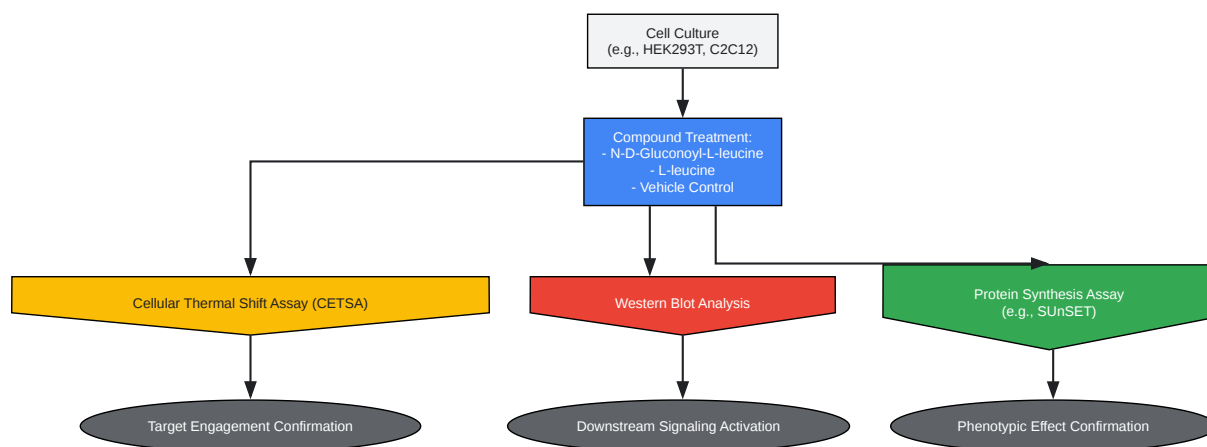 Cell Culture
(e.g., HEK293T, C2C12)
Compound Treatment:
- N-D-Gluconoyl-L-leucine
- L-leucine
- Vehicle Control
Cellular Thermal Shift Assay (CETSA)
Western Blot Analysis
Protein Synthesis Assay
(e.g., SUnSET)
Target Engagement Confirmation
Downstream Signaling Activation
Phenotypic Effect Confirmation